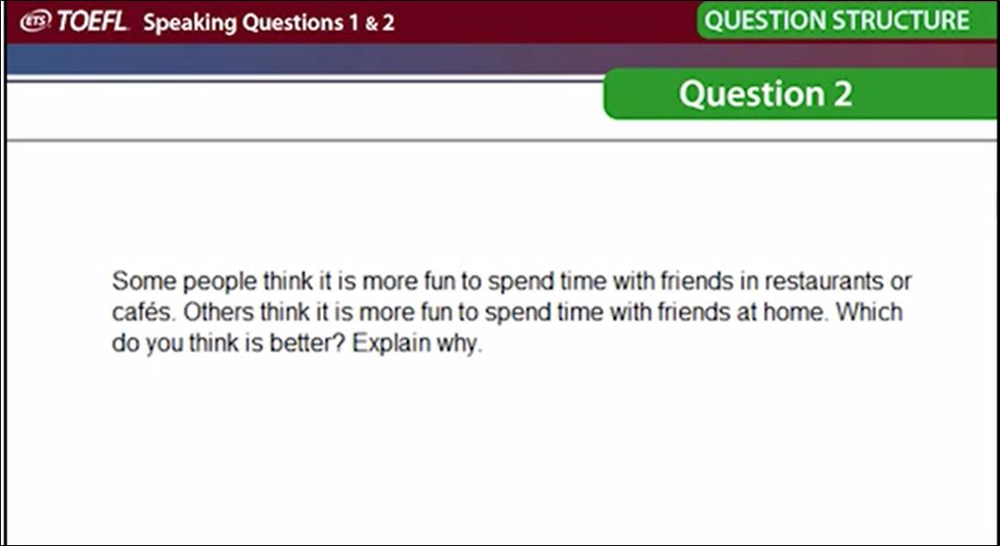 ETS TOEFL Speaking Questions 1 & 2
QUESTION STRUCTURE
Question 2
Some people think it is more fun to spend time with friends in restaurants or
cafés. Others think it is more fun to spend time with friends at home. Which
do you think is better? Explain why.